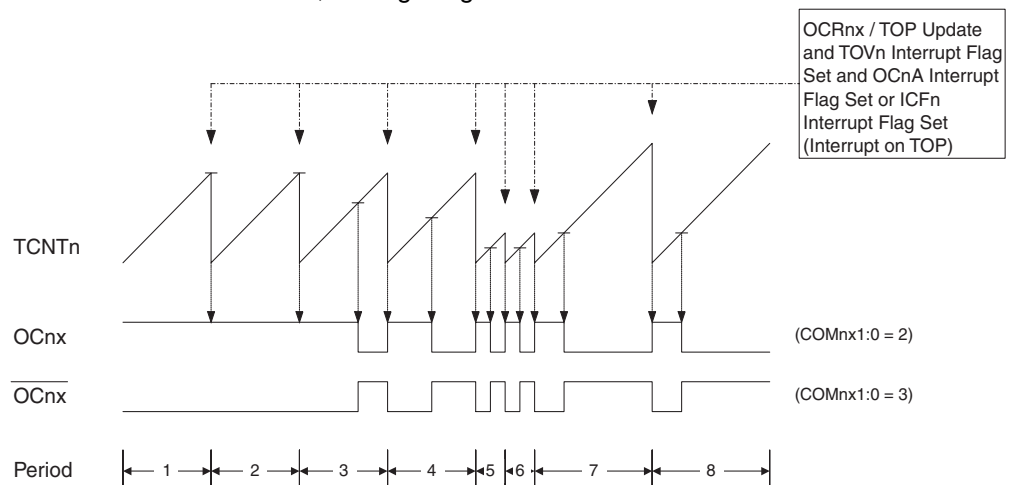 OCRnx / TOP Update
and TOVn Interrupt Flag
Set and OCnA Interrupt
Flag Set or ICFn
Interrupt Flag Set
(Interrupt on TOP)
TCNTn
OCnx
(COMnx1:0 = 2)
OCnx
(COMnx1:0 = 3)
Period
1 2 3 4 5 6 7 8